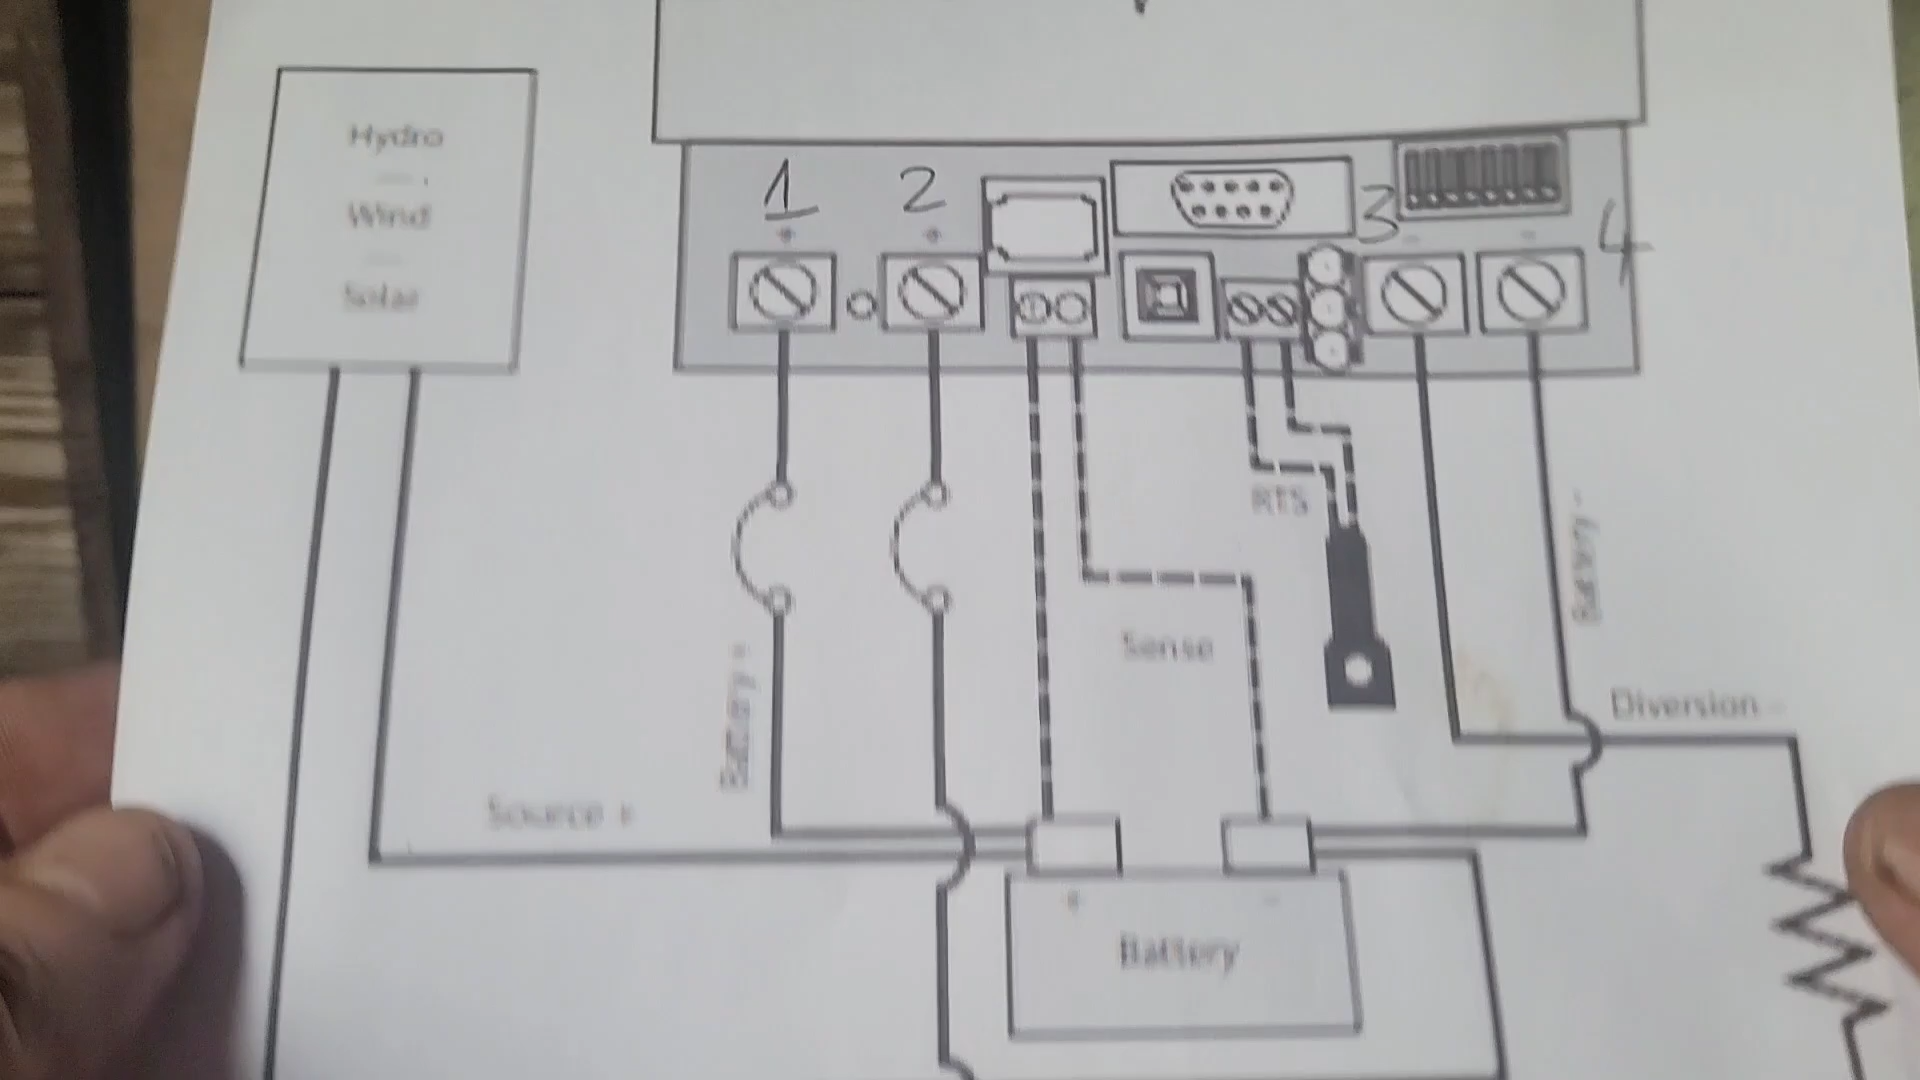 Hydro
Wind
Solar
1
2
3
4
+
+
-
-
RTS
Sense
Battery +
Battery -
Diversion -
Source +
+
-
Battery